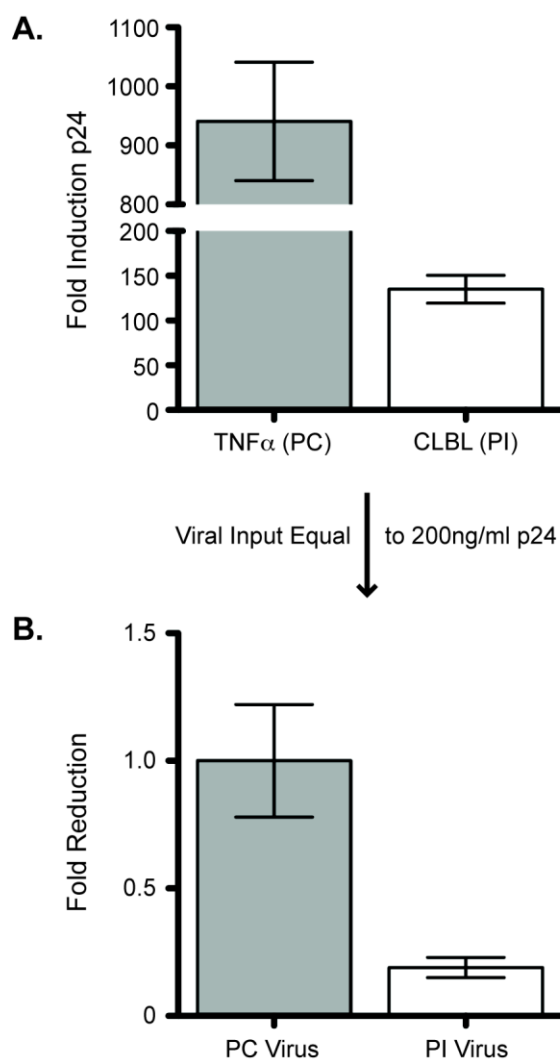 A.
1100
1000
900
800
200
150
100
50
0
Fold Induction p24
TNFα (PC) CLBL (PI)
Viral Input Equal to 200ng/ml p24
B.
1.5
1.0
0.5
0
Fold Reduction
PC Virus PI Virus